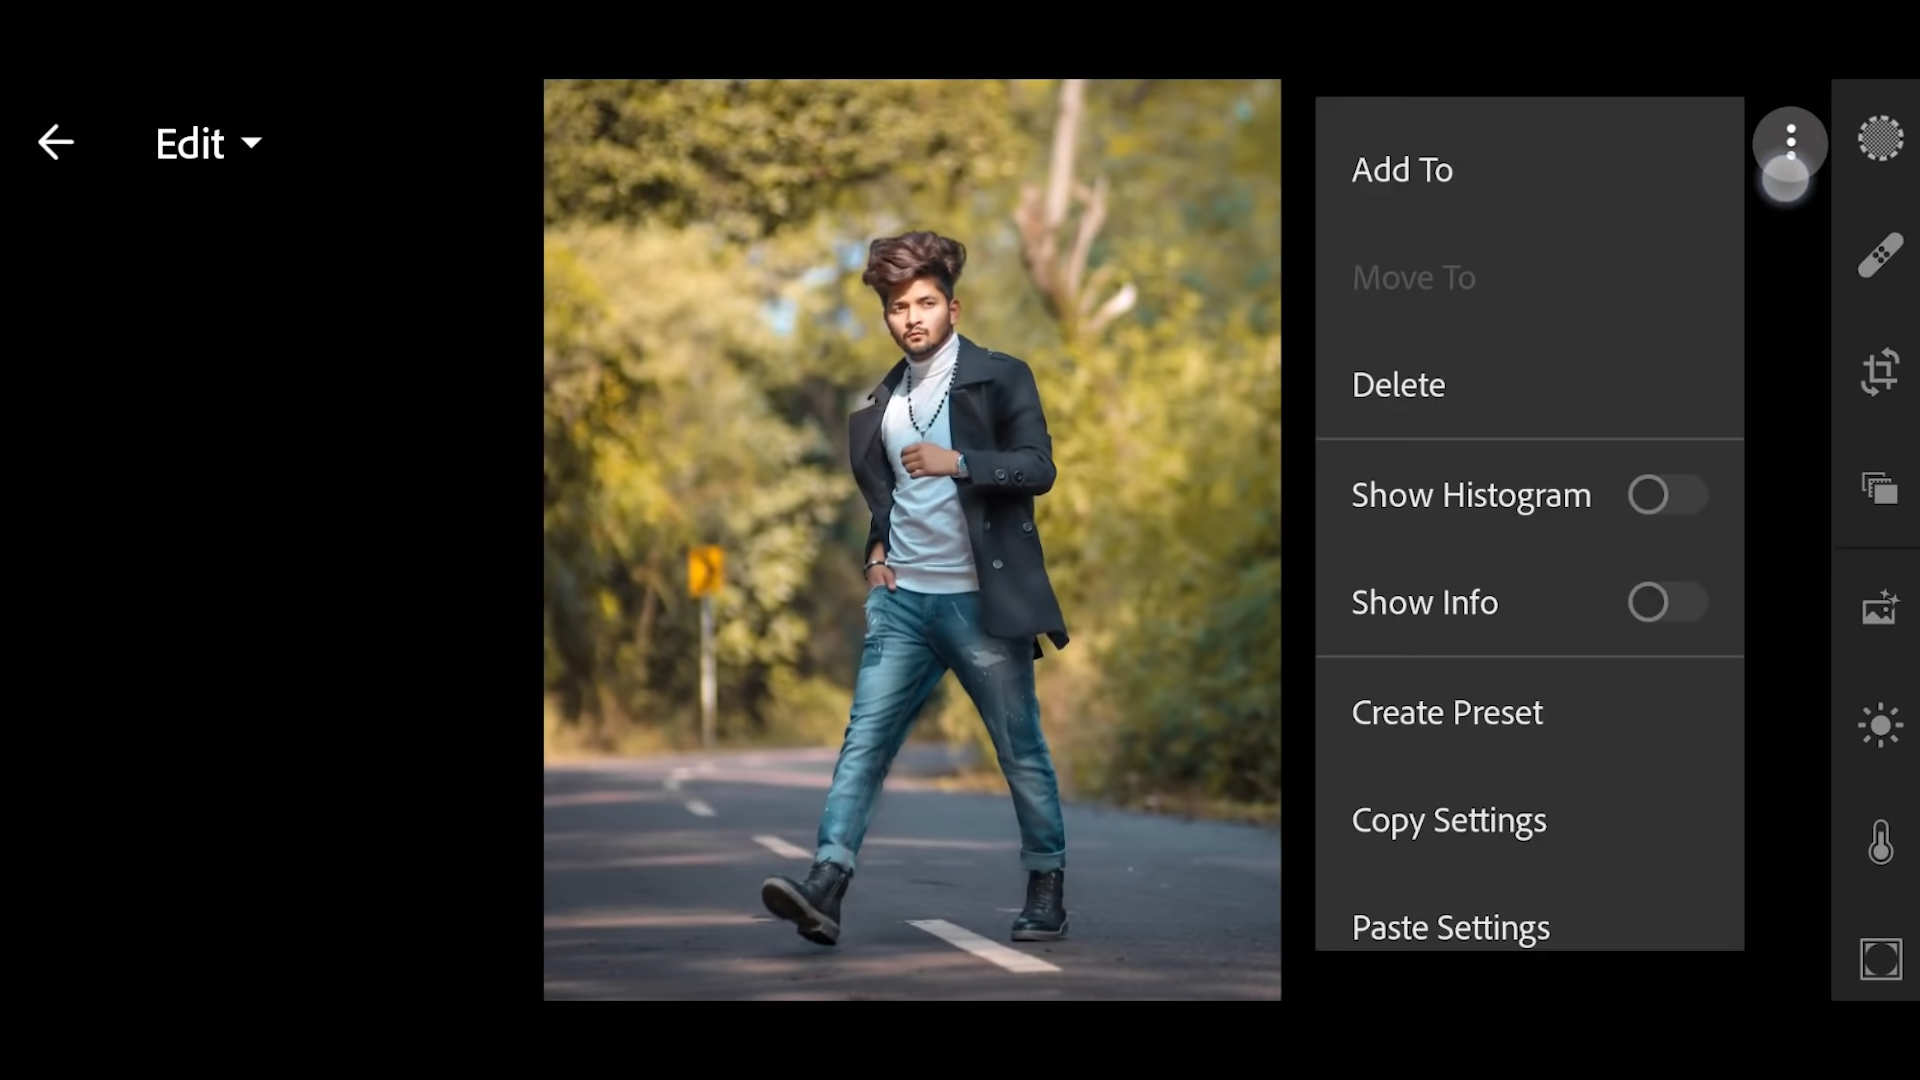 Edit
Add To
Move To
Delete
Show Histogram
Show Info
Create Preset
Copy Settings
Paste Settings